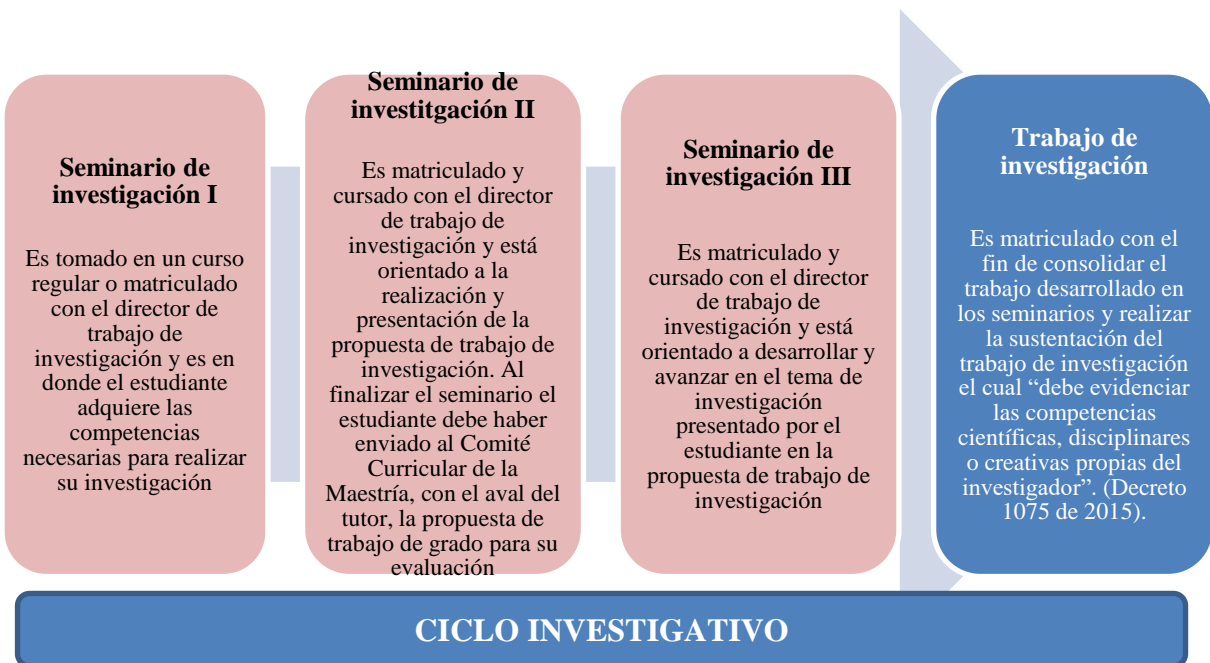 Seminario de
investigación I
Es tomado en un curso
regular o matriculado
con el director de
trabajo de
investigación y es en
donde el estudiante
adquiere las
competencias
necesarias para realizar
su investigación
Seminario de
investitgación II
Es matriculado y
cursado con el director
de trabajo de
investigación y está
orientado a la
realización y
presentación de la
propuesta de trabajo de
investigación. Al
finalizar el seminario el
estudiante debe haber
enviado al Comité
Curricular de la
Maestría, con el aval del
tutor, la propuesta de
trabajo de grado para su
evaluación
Seminario de
investigación III
Es matriculado y
cursado con el director
de trabajo de
investigación y está
orientado a desarrollar y
avanzar en el tema de
investigación
presentado por el
estudiante en la
propuesta de trabajo de
investigación
Trabajo de
investigación
Es matriculado con el
fin de consolidar el
trabajo desarrollado en
los seminarios y realizar
la sustentación del
trabajo de investigación
el cual “debe evidenciar
las competencias
científicas, disciplinares
o creativas propias del
investigador”. (Decreto
1075 de 2015).
CICLO INVESTIGATIVO